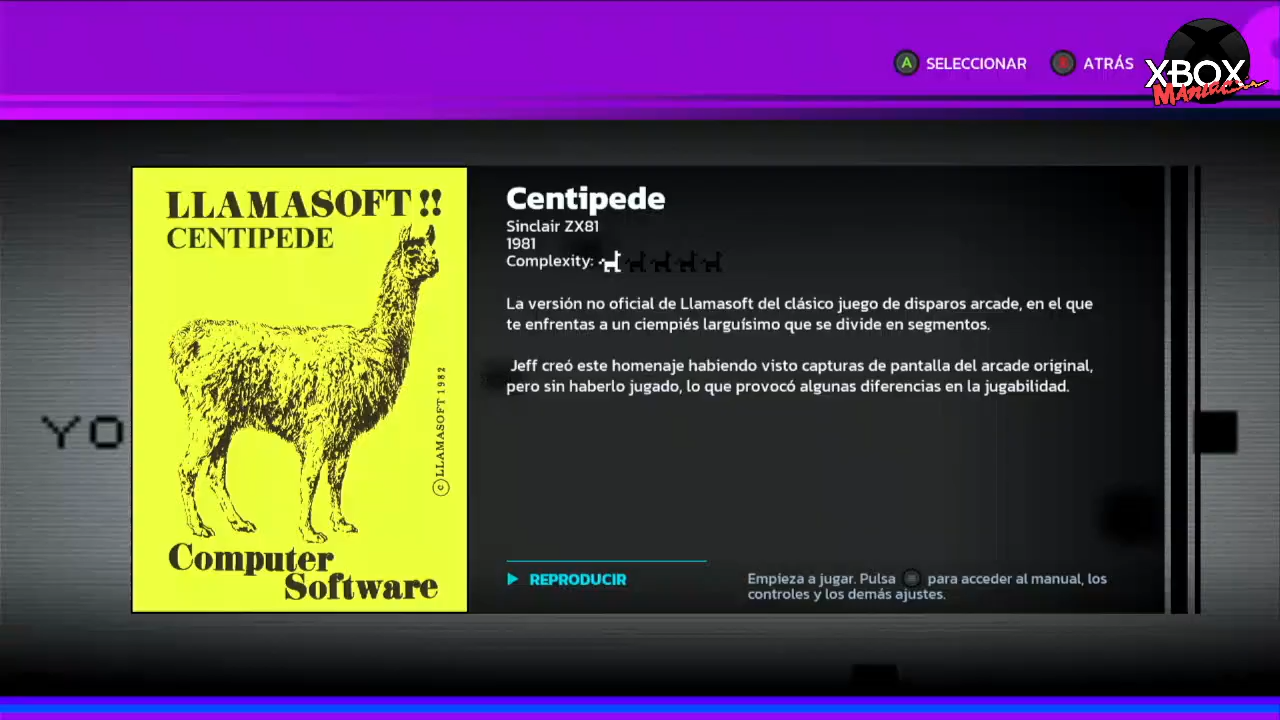 SELECCIONAR
ATRÁS
XBOX
Maniac
LLAMASOFT !!
CENTIPEDE
©LLAMASOFT 1982
Computer
Software
Centipede
Sinclair ZX81
1981
Complexity:
La versión no oficial de Llamasoft del clásico juego de disparos arcade, en el que
te enfrentas a un ciempiés larguísimo que se divide en segmentos.
Jeff creó este homenaje habiendo visto capturas de pantalla del arcade original,
pero sin haberlo jugado, lo que provocó algunas diferencias en la jugabilidad.
YO
REPRODUCIR
Empieza a jugar. Pulsa para acceder al manual, los
controles y los demás ajustes.